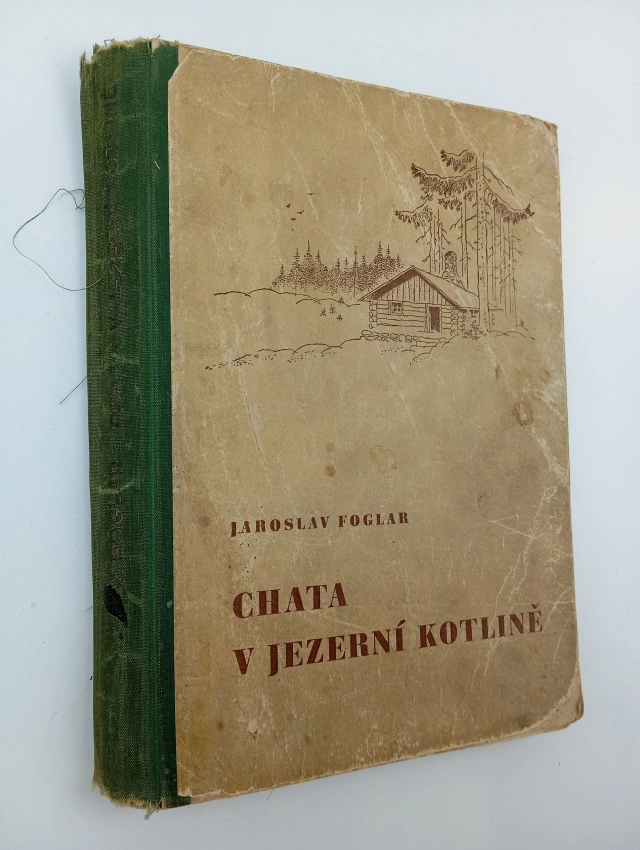 JAROSLAV FOGLAR
CHATA
V JEZERNÍ KOTLINĚ